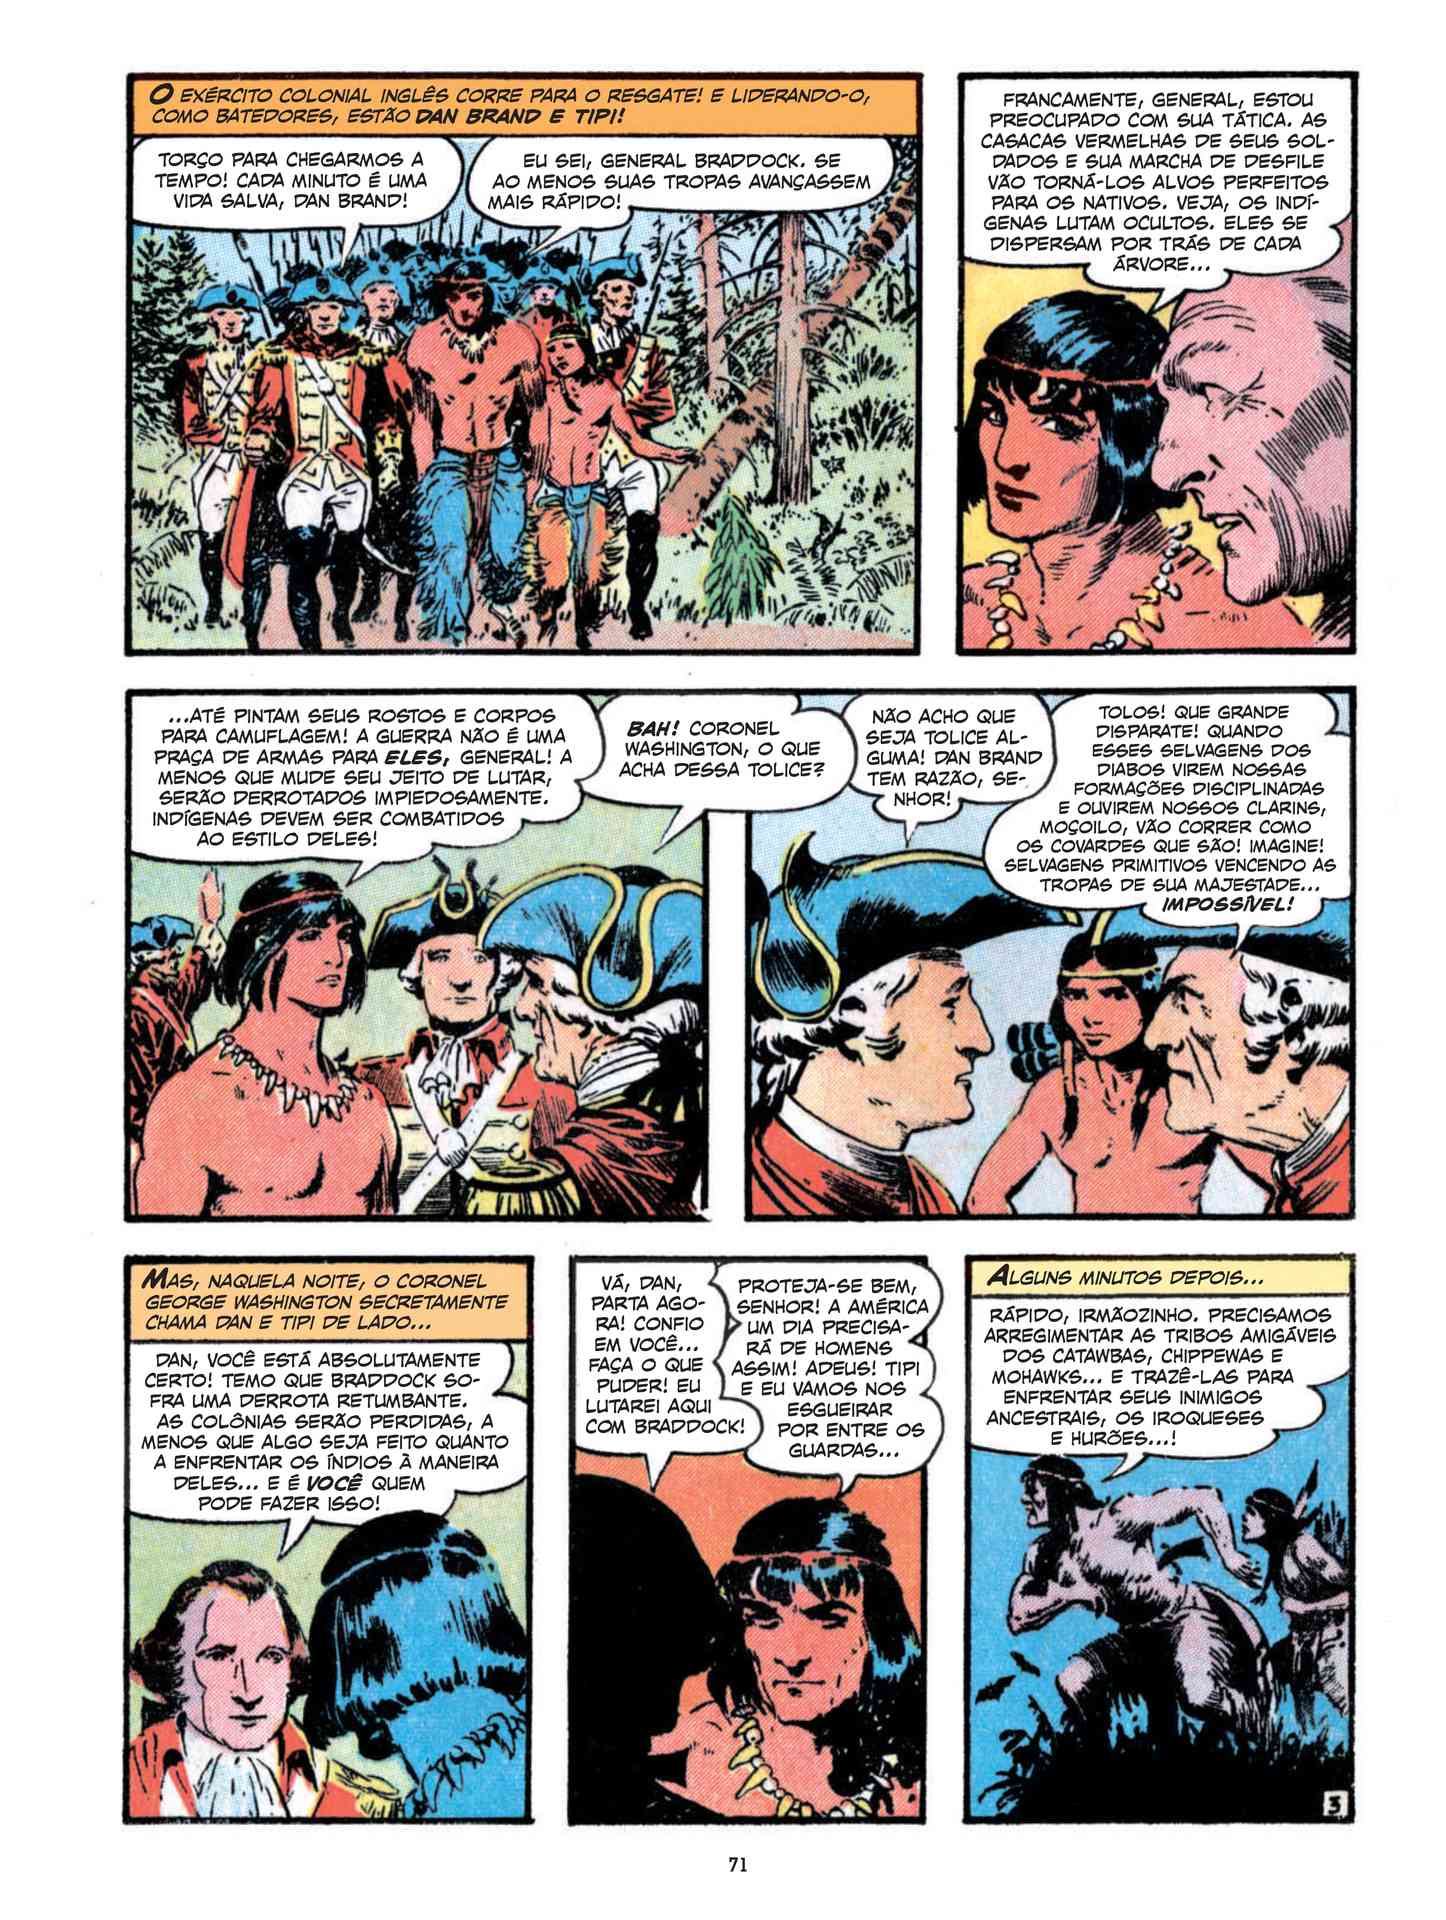 O EXÉRCITO COLONIAL INGLÊS CORRE PARA O RESGATE! E LIDERANDO-O,
COMO BATEDORES, ESTÃO DAN BRAND E TIPI!
TORÇO PARA CHEGARMOS A
TEMPO! CADA MINUTO É UMA
VIDA SALVA, DAN BRAND!
EU SEI, GENERAL BRADDOCK. SE
AO MENOS SUAS TROPAS AVANÇASSEM
MAIS RÁPIDO!
FRANCAMENTE, GENERAL, ESTOU
PREOCUPADO COM SUA TÁTICA. AS
CASACAS VERMELHAS DE SEUS SOL-
DADOS E SUA MARCHA DE DESFILE
VÃO TORNÁ-LOS ALVOS PERFEITOS
PARA OS NATIVOS. VEJA, OS INDÍ-
GENAS LUTAM OCULTOS. ELES SE
DISPERSAM POR TRÁS DE CADA
ÁRVORE...
...ATÉ PINTAM SEUS ROSTOS E CORPOS
PARA CAMUFLAGEM! A GUERRA NÃO É UMA
PRAÇA DE ARMAS PARA ELES, GENERAL! A
MENOS QUE MUDE SEU JEITO DE LUTAR,
SERÃO DERROTADOS IMPIEDOSAMENTE.
INDÍGENAS DEVEM SER COMBATIDOS
AO ESTILO DELES!
BAH! CORONEL
WASHINGTON, O QUE
ACHA DESSA TOLICE?
NÃO ACHO QUE
SEJA TOLICE AL-
GUMA! DAN BRAND
TEM RAZÃO, SE-
NHOR!
TOLOS! QUE GRANDE
DISPARATE! QUANDO
ESSES SELVAGENS DOS
DIABOS VIREM NOSSAS
FORMAÇÕES DISCIPLINADAS
E OUVIREM NOSSOS CLARINS,
MOÇOILO, VÃO CORRER COMO
OS COVARDES QUE SÃO! IMAGINE!
SELVAGENS PRIMITIVOS VENCENDO AS
TROPAS DE SUA MAJESTADE...
IMPOSSÍVEL!
MAS, NAQUELA NOITE, O CORONEL
GEORGE WASHINGTON SECRETAMENTE
CHAMA DAN E TIPI DE LADO...
DAN, VOCÊ ESTÁ ABSOLUTAMENTE
CERTO! TEMO QUE BRADDOCK SO-
FRA UMA DERROTA RETUMBANTE.
AS COLÔNIAS SERÃO PERDIDAS, A
MENOS QUE ALGO SEJA FEITO QUANTO
A ENFRENTAR OS ÍNDIOS À MANEIRA
DELES... E É VOCÊ QUEM
PODE FAZER ISSO!
VÁ, DAN,
PARTA AGO-
RA! CONFIO
EM VOCÊ...
FAÇA O QUE
PUDER! EU
LUTAREI AQUI
COM BRADDOCK!
PROTEJA-SE BEM,
SENHOR! A AMÉRICA
UM DIA PRECISA-
RÁ DE HOMENS
ASSIM! ADEUS! TIPI
E EU VAMOS NOS
ESGUEIRAR
POR ENTRE OS
GUARDAS...
ALGUNS MINUTOS DEPOIS...
RÁPIDO, IRMÃOZINHO. PRECISAMOS
ARREGIMENTAR AS TRIBOS AMIGÁVEIS
DOS CATAWBAS, CHIPPEWAS E
MOHAWKS... E TRAZÊ-LAS PARA
ENFRENTAR SEUS INIMIGOS
ANCESTRAIS, OS IROQUESES
E HURÕES...!
3
71